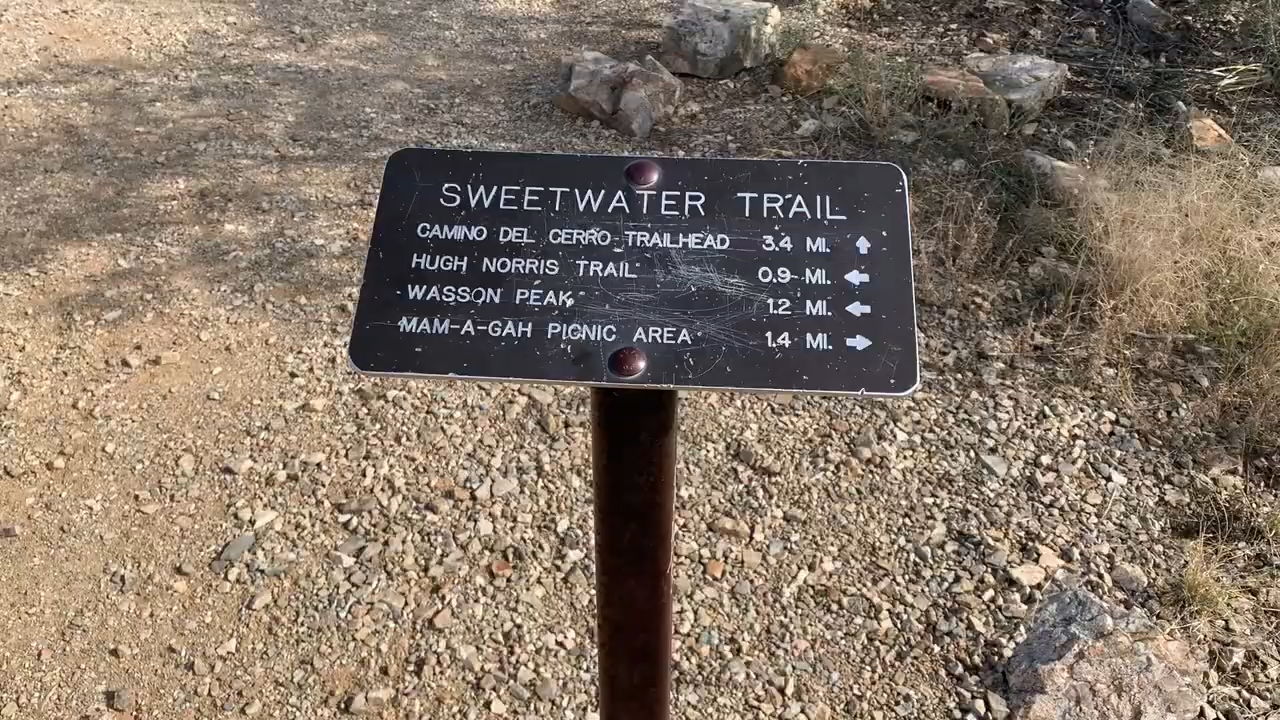 SWEETWATER TRAIL
CAMINO DEL CERRO TRAILHEAD 3.4 MI. ↑
HUGH NORRIS TRAIL 0.9 MI. ←
WASSON PEAK 1.2 MI. ←
MAM-A-GAH PICNIC AREA 1.4 MI. →